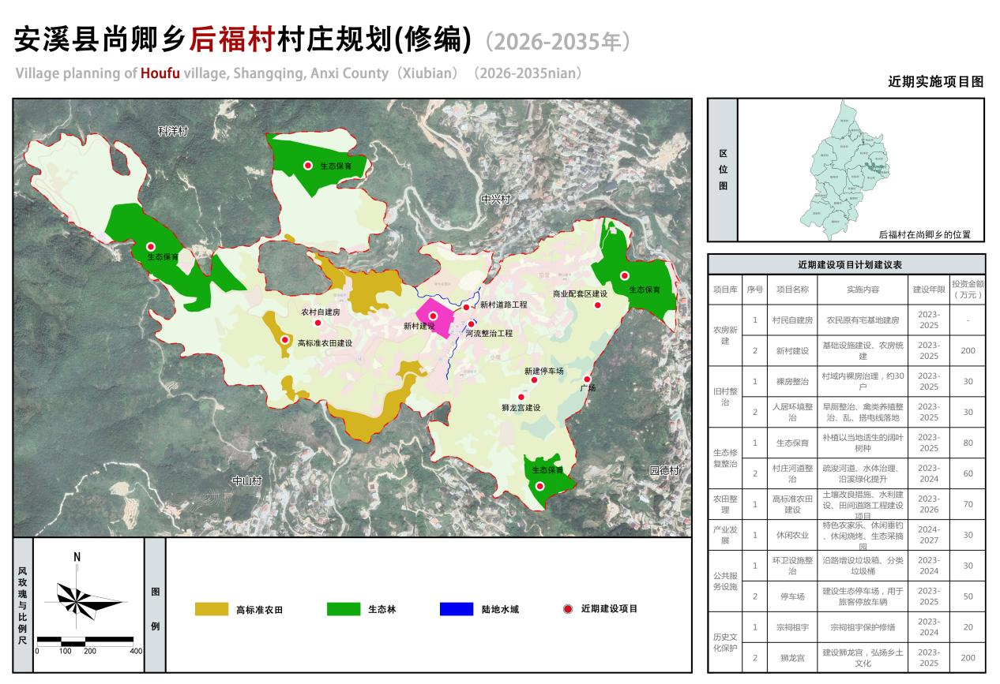 安溪县尚卿乡后福村村庄规划(修编)（2026-2035年）
Village planning of Houfu village, Shangqing, Anxi County（Xiubian）（2026-2035nian）
近期实施项目图
科洋村
中兴村
中山村
园德村
生态保育
生态保育
生态保育
生态保育
农村自建房
高标准农田建设
新村建设
新村道路工程
河流整治工程
商业配套区建设
新建停车场
广场
狮龙宫建设
区位图
后福村在尚卿乡的位置
近期建设项目计划建议表
项目库 序号 项目名称 实施内容 建设年限 投资金额
（万元）
农房新
建
1 村民自建房 农民原有宅基地建房 2023-
2025 -
2 新村建设 基础设施建设、农房统
建 2023-
2025 200
旧村整
治
1 裸房整治 村域内裸房治理，约30
户 2023-
2025 30
2 人居环境整
治 旱厕整治、禽类养殖整
治、乱、搭电线落地 2023-
2025 30
生态修
复整治
1 生态保育 补植以当地适生的阔叶
树种 2023-
2025 80
2 村庄河道整
治 疏浚河道、水体治理、
沿溪绿化提升 2023-
2024 60
农田整
理
1 高标准农田
建设 土壤改良措施、水利建
设、田间道路工程建设
项目 2023-
2026 70
产业发
展
1 休闲农业 特色农家乐、休闲垂钓
、休闲烧烤、生态采摘
园 2024-
2027 30
公共服
务设施
1 环卫设施整
治 沿路增设垃圾箱、分类
垃圾桶 2023-
2024 30
2 停车场 建设生态停车场，用于
旅客停放车辆 2023-
2025 50
历史文
化保护
1 宗祠祖宇 宗祠祖宇保护修缮 2023-
2024 20
2 狮龙宫 建设狮龙宫，弘扬乡土
文化 2023-
2025 200
风玫瑰与比例尺
N
0 100 200 400
图例
高标准农田
生态林
陆地水域
近期建设项目